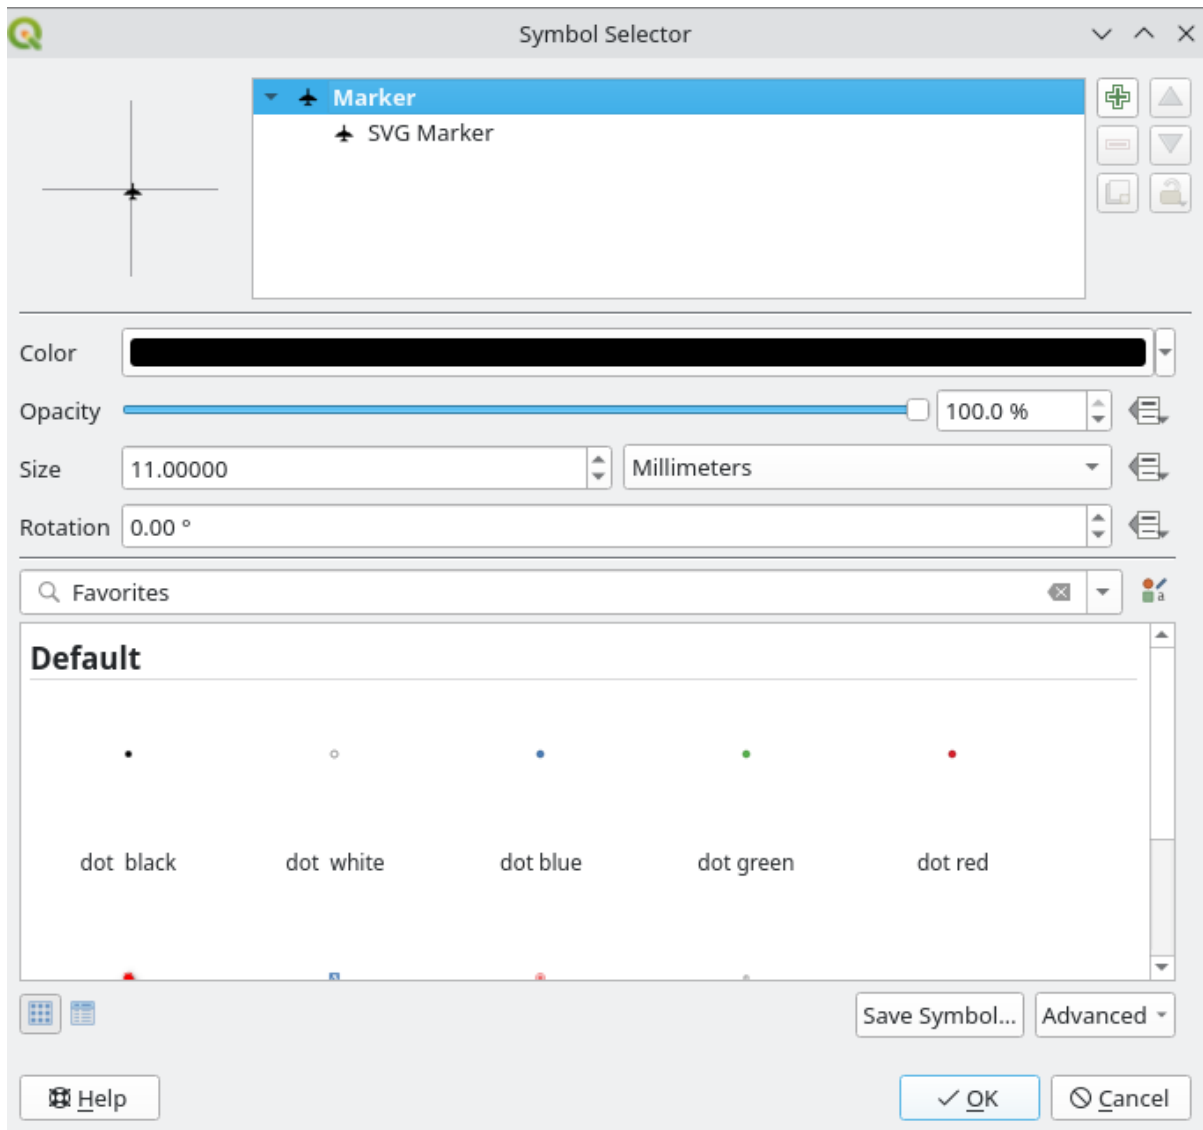 Symbol Selector
Marker
SVG Marker
Color
Opacity 100.0 %
Size 11.00000 Millimeters
Rotation 0.00 °
Favorites
Default
dot black dot white dot blue dot green dot red
Save Symbol... Advanced
Help OK Cancel